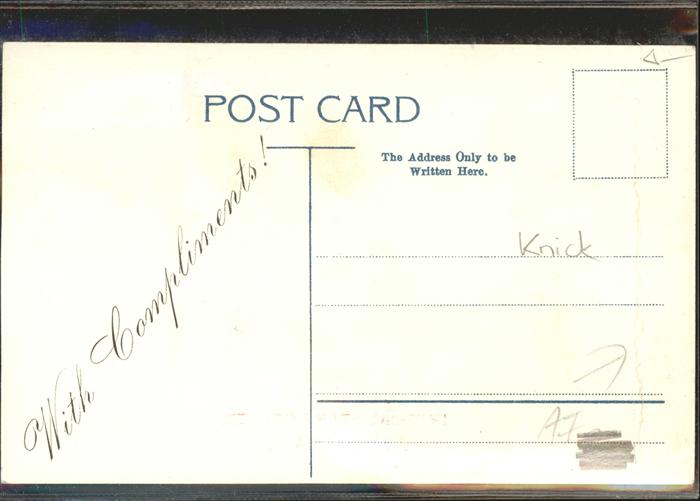 POST CARD
The Address Only to be
Written Here.
With Compliments!
Knick